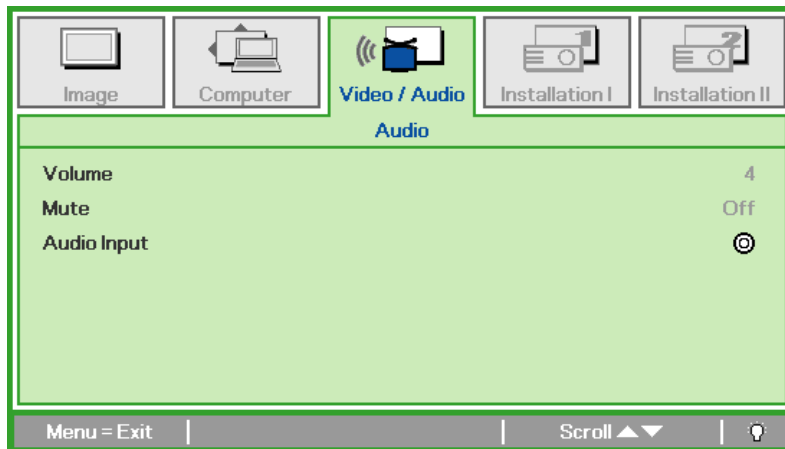 Image Computer Video / Audio Installation I Installation II
Audio
Volume 4
Mute Off
Audio Input
Menu = Exit Scroll